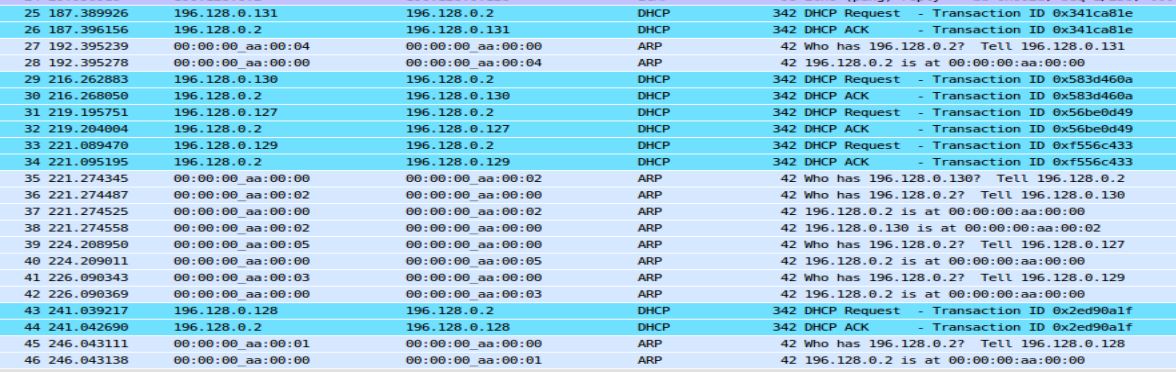 25 187.389926 196.128.0.131 196.128.0.2 DHCP 342 DHCP Request - Transaction ID 0x341ca81e
26 187.396156 196.128.0.2 196.128.0.131 DHCP 342 DHCP ACK - Transaction ID 0x341ca81e
27 192.395239 00:00:00_aa:00:04 00:00:00_aa:00:00 ARP 42 Who has 196.128.0.2? Tell 196.128.0.131
28 192.395278 00:00:00_aa:00:00 00:00:00_aa:00:04 ARP 42 196.128.0.2 is at 00:00:00:aa:00:00
29 216.262883 196.128.0.130 196.128.0.2 DHCP 342 DHCP Request - Transaction ID 0x583d460a
30 216.268050 196.128.0.2 196.128.0.130 DHCP 342 DHCP ACK - Transaction ID 0x583d460a
31 219.195751 196.128.0.127 196.128.0.2 DHCP 342 DHCP Request - Transaction ID 0x56be0d49
32 219.204004 196.128.0.2 196.128.0.127 DHCP 342 DHCP ACK - Transaction ID 0x56be0d49
33 221.089470 196.128.0.129 196.128.0.2 DHCP 342 DHCP Request - Transaction ID 0xf556c433
34 221.095195 196.128.0.2 196.128.0.129 DHCP 342 DHCP ACK - Transaction ID 0xf556c433
35 221.274345 00:00:00_aa:00:00 00:00:00_aa:00:02 ARP 42 Who has 196.128.0.130? Tell 196.128.0.2
36 221.274487 00:00:00_aa:00:02 00:00:00_aa:00:00 ARP 42 Who has 196.128.0.2? Tell 196.128.0.130
37 221.274525 00:00:00_aa:00:00 00:00:00_aa:00:02 ARP 42 196.128.0.2 is at 00:00:00:aa:00:00
38 221.274558 00:00:00_aa:00:02 00:00:00_aa:00:00 ARP 42 196.128.0.130 is at 00:00:00:aa:00:02
39 224.208950 00:00:00_aa:00:05 00:00:00_aa:00:00 ARP 42 Who has 196.128.0.2? Tell 196.128.0.127
40 224.209011 00:00:00_aa:00:00 00:00:00_aa:00:05 ARP 42 196.128.0.2 is at 00:00:00:aa:00:00
41 226.090343 00:00:00_aa:00:03 00:00:00_aa:00:00 ARP 42 Who has 196.128.0.2? Tell 196.128.0.129
42 226.090369 00:00:00_aa:00:00 00:00:00_aa:00:03 ARP 42 196.128.0.2 is at 00:00:00:aa:00:00
43 241.039217 196.128.0.128 196.128.0.2 DHCP 342 DHCP Request - Transaction ID 0x2ed90a1f
44 241.042690 196.128.0.2 196.128.0.128 DHCP 342 DHCP ACK - Transaction ID 0x2ed90a1f
45 246.043111 00:00:00_aa:00:01 00:00:00_aa:00:00 ARP 42 Who has 196.128.0.2? Tell 196.128.0.128
46 246.043138 00:00:00_aa:00:00 00:00:00_aa:00:01 ARP 42 196.128.0.2 is at 00:00:00:aa:00:00